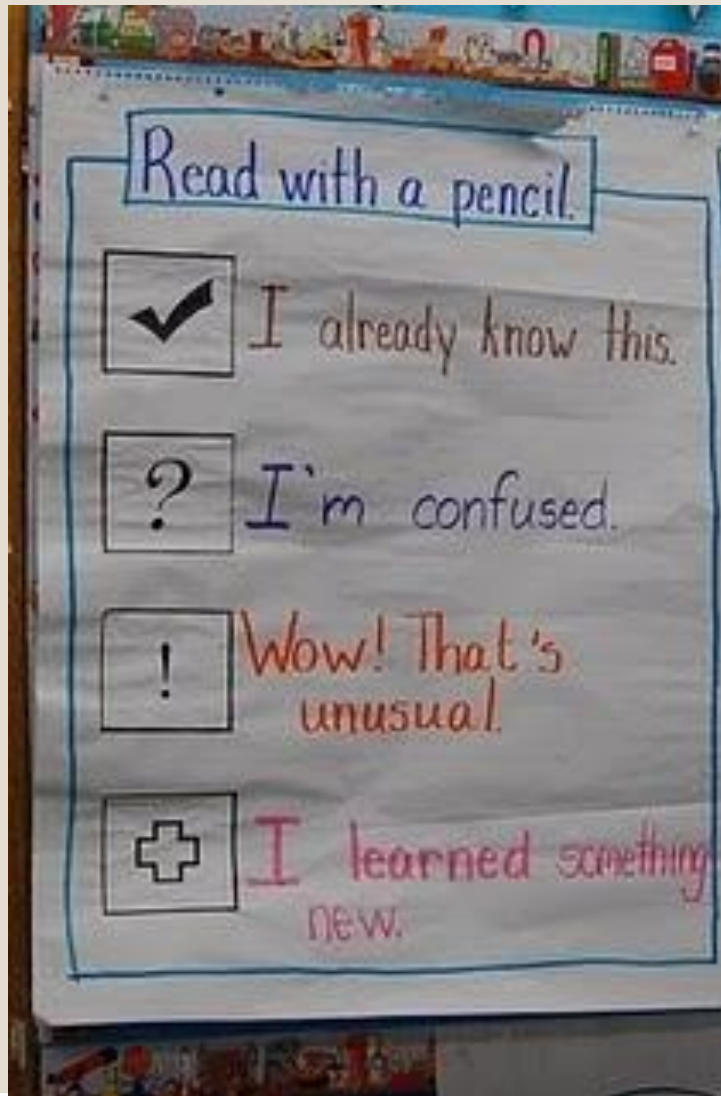 Read with a pencil.
✓ I already know this.
? I'm confused.
! Wow! That's
unusual.
I learned something
new.